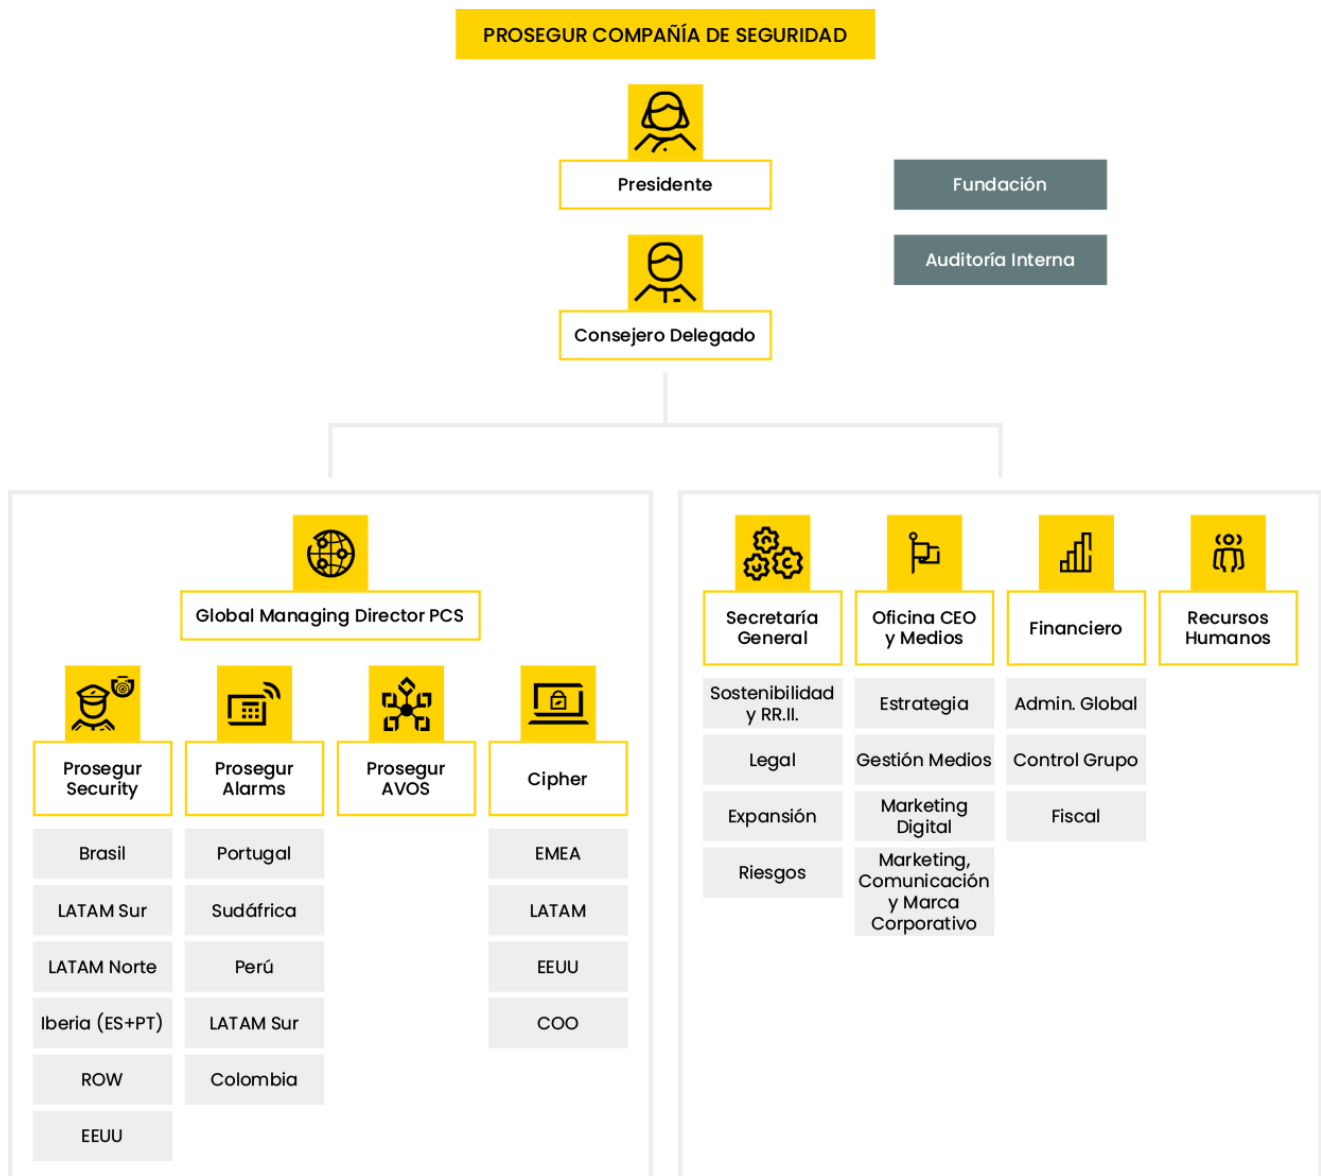 PROSEGUR COMPAÑÍA DE SEGURIDAD
Presidente
Fundación
Auditoría Interna
Consejero Delegado
Global Managing Director PCS
Prosegur
Security
Brasil
LATAM Sur
LATAM Norte
Iberia (ES+PT)
ROW
EEUU
Prosegur
Alarms
Portugal
Sudáfrica
Perú
LATAM Sur
Colombia
Prosegur
AVOS
Cipher
EMEA
LATAM
EEUU
COO
Secretaría
General
Sostenibilidad
y RR.II.
Legal
Expansión
Riesgos
Oficina CEO
y Medios
Estrategia
Gestión Medios
Marketing
Digital
Marketing,
Comunicación
y Marca
Corporativo
Financiero
Admin. Global
Control Grupo
Fiscal
Recursos
Humanos